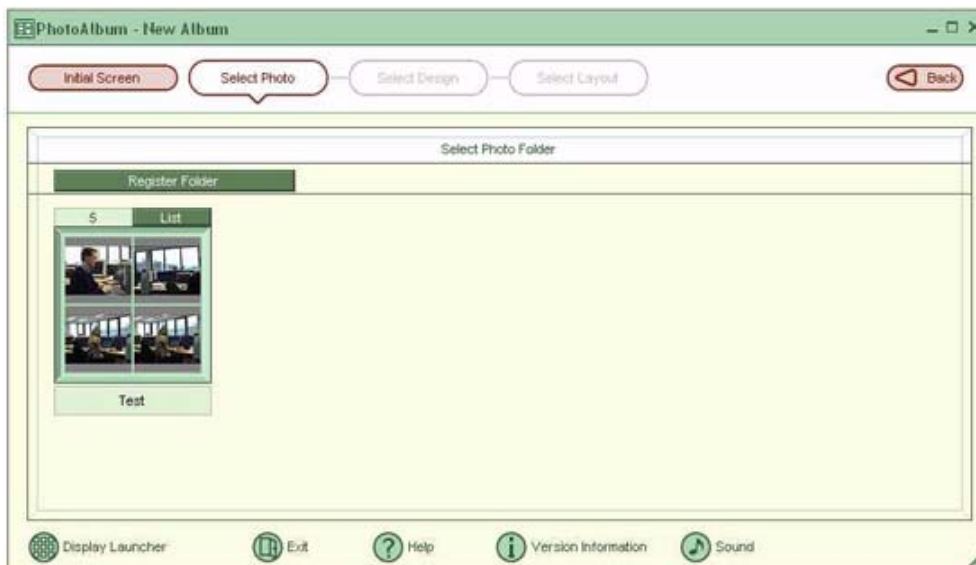 PhotoAlbum - New Album
Initial Screen
Select Photo
Select Design
Select Layout
Back
Select Photo Folder
Register Folder
5
List
Test
Display Launcher
Exit
Help
Version Information
Sound